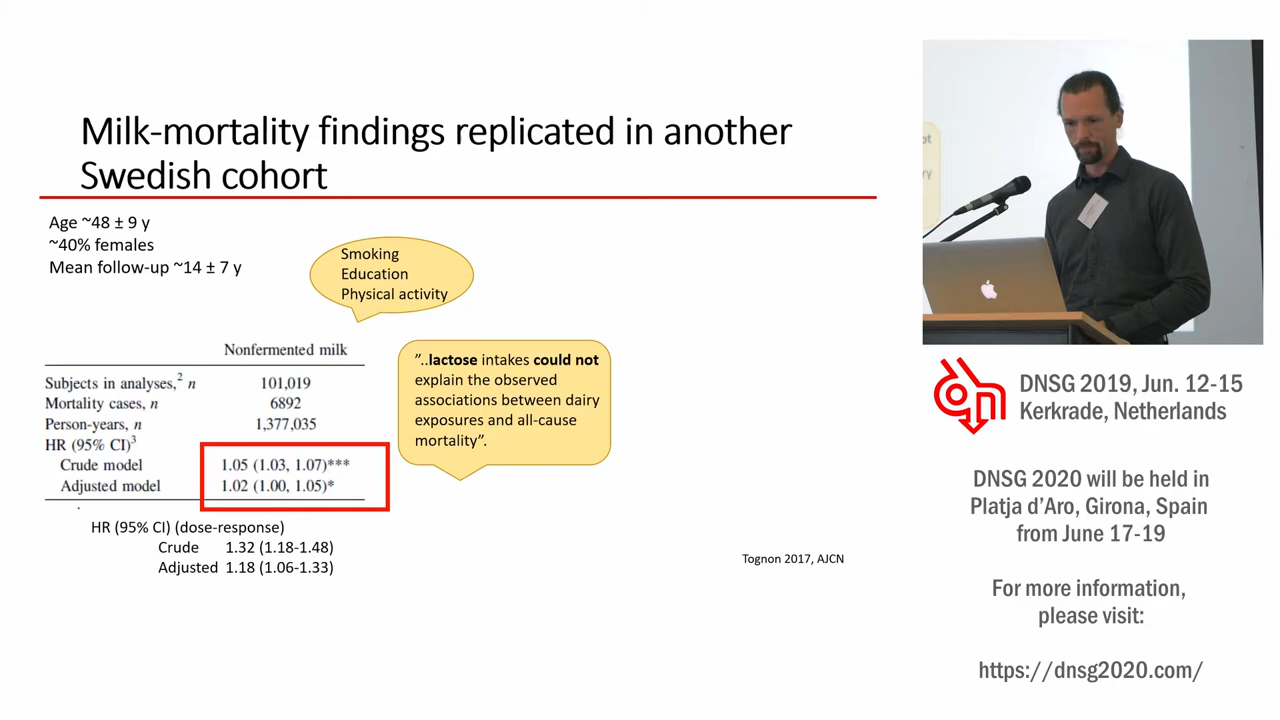 Milk-mortality findings replicated in another
Swedish cohort
Age ~48 ± 9 y
~40% females
Mean follow-up ~14 ± 7 y
Smoking
Education
Physical activity
Nonfermented milk
Subjects in analyses,² n 101,019
Mortality cases, n 6892
Person-years, n 1,377,035
HR (95% CI)³
Crude model 1.05 (1.03, 1.07)***
Adjusted model 1.02 (1.00, 1.05)*
”..lactose intakes could not
explain the observed
associations between dairy
exposures and all-cause
mortality”.
HR (95% CI) (dose-response)
Crude 1.32 (1.18-1.48)
Adjusted 1.18 (1.06-1.33)
Tognon 2017, AJCN
DNSG 2019, Jun. 12-15
Kerkrade, Netherlands
DNSG 2020 will be held in
Platja d’Aro, Girona, Spain
from June 17-19
For more information,
please visit:
https://dnsg2020.com/